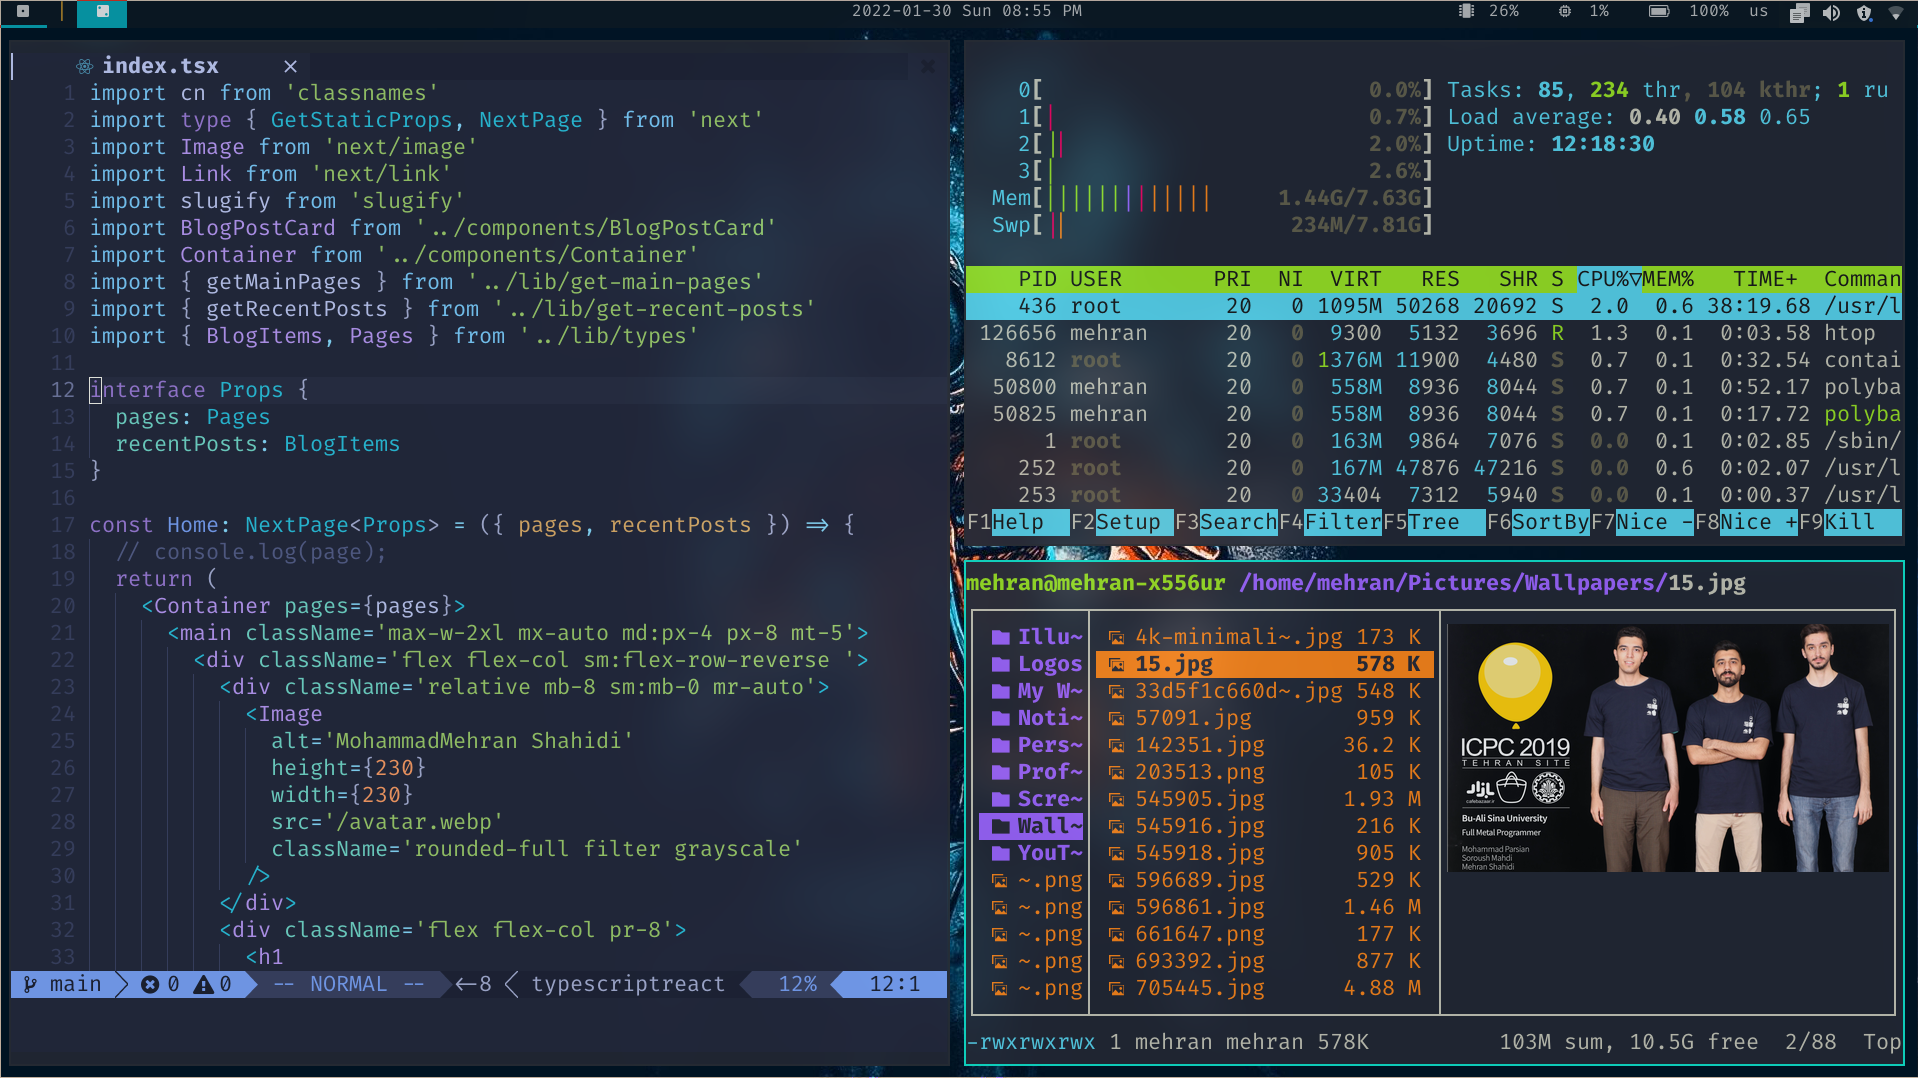 2022-01-30 Sun 08:55 PM
26%
1%
100%
us
index.tsx
1 import cn from 'classnames'
2 import type { GetStaticProps, NextPage } from 'next'
3 import Image from 'next/image'
4 import Link from 'next/link'
5 import slugify from 'slugify'
6 import BlogPostCard from '../components/BlogPostCard'
7 import Container from '../components/Container'
8 import { getMainPages } from '../lib/get-main-pages'
9 import { getRecentPosts } from '../lib/get-recent-posts'
10 import { BlogItems, Pages } from '../lib/types'
11
12 interface Props {
13 pages: Pages
14 recentPosts: BlogItems
15 }
16
17 const Home: NextPage<Props> = ({ pages, recentPosts }) => {
18 // console.log(page);
19 return (
20 <Container pages={pages}>
21 <main className='max-w-2xl mx-auto md:px-4 px-8 mt-5'>
22 <div className='flex flex-col sm:flex-row-reverse '>
23 <div className='relative mb-8 sm:mb-0 mr-auto'>
24 <Image
25 alt='MohammadMehran Shahidi'
26 height={230}
27 width={230}
28 src='/avatar.webp'
29 className='rounded-full filter grayscale'
30 />
31 </div>
32 <div className='flex flex-col pr-8'>
33 <h1
main 0 0 -- NORMAL -- <-8 typescriptreact 12% 12:1
0[ 0.0%] Tasks: 85, 234 thr, 104 kthr; 1 ru
1[| 0.7%] Load average: 0.40 0.58 0.65
2[|| 2.0%] Uptime: 12:18:30
3[| 2.6%]
Mem[||||||||||||| 1.44G/7.63G]
Swp[|| 234M/7.81G]
PID USER PRI NI VIRT RES SHR S CPU%▽MEM% TIME+ Comman
436 root 20 0 1095M 50268 20692 S 2.0 0.6 38:19.68 /usr/l
126656 mehran 20 0 9300 5132 3696 R 1.3 0.1 0:03.58 htop
8612 root 20 0 1376M 11900 4480 S 0.7 0.1 0:32.54 contai
50800 mehran 20 0 558M 8936 8044 S 0.7 0.1 0:52.17 polyba
50825 mehran 20 0 558M 8936 8044 S 0.7 0.1 0:17.72 polyba
1 root 20 0 163M 9864 7076 S 0.0 0.1 0:02.85 /sbin/
252 root 20 0 167M 47876 47216 S 0.0 0.6 0:02.07 /usr/l
253 root 20 0 33404 7312 5940 S 0.0 0.1 0:00.37 /usr/l
F1Help F2Setup F3SearchF4FilterF5Tree F6SortByF7Nice -F8Nice +F9Kill
mehran@mehran-x556ur /home/mehran/Pictures/Wallpapers/15.jpg
Illu~ 4k-minimali~.jpg 173 K
Logos 15.jpg 578 K
My W~ 33d5f1c660d~.jpg 548 K
Noti~ 57091.jpg 959 K
Pers~ 142351.jpg 36.2 K
Prof~ 203513.png 105 K
Scre~ 545905.jpg 1.93 M
Wall~ 545916.jpg 216 K
YouT~ 545918.jpg 905 K
~.png 596689.jpg 529 K
~.png 596861.jpg 1.46 M
~.png 661647.png 177 K
~.png 693392.jpg 877 K
~.png 705445.jpg 4.88 M
ICPC 2019
TEHRAN SITE
بازار
cafebazaar.ir
Bu-Ali Sina University
Full Metal Programmer
Mohammad Parsian
Soroush Mahdi
Mehran Shahidi
-rwxrwxrwx 1 mehran mehran 578K 103M sum, 10.5G free 2/88 Top